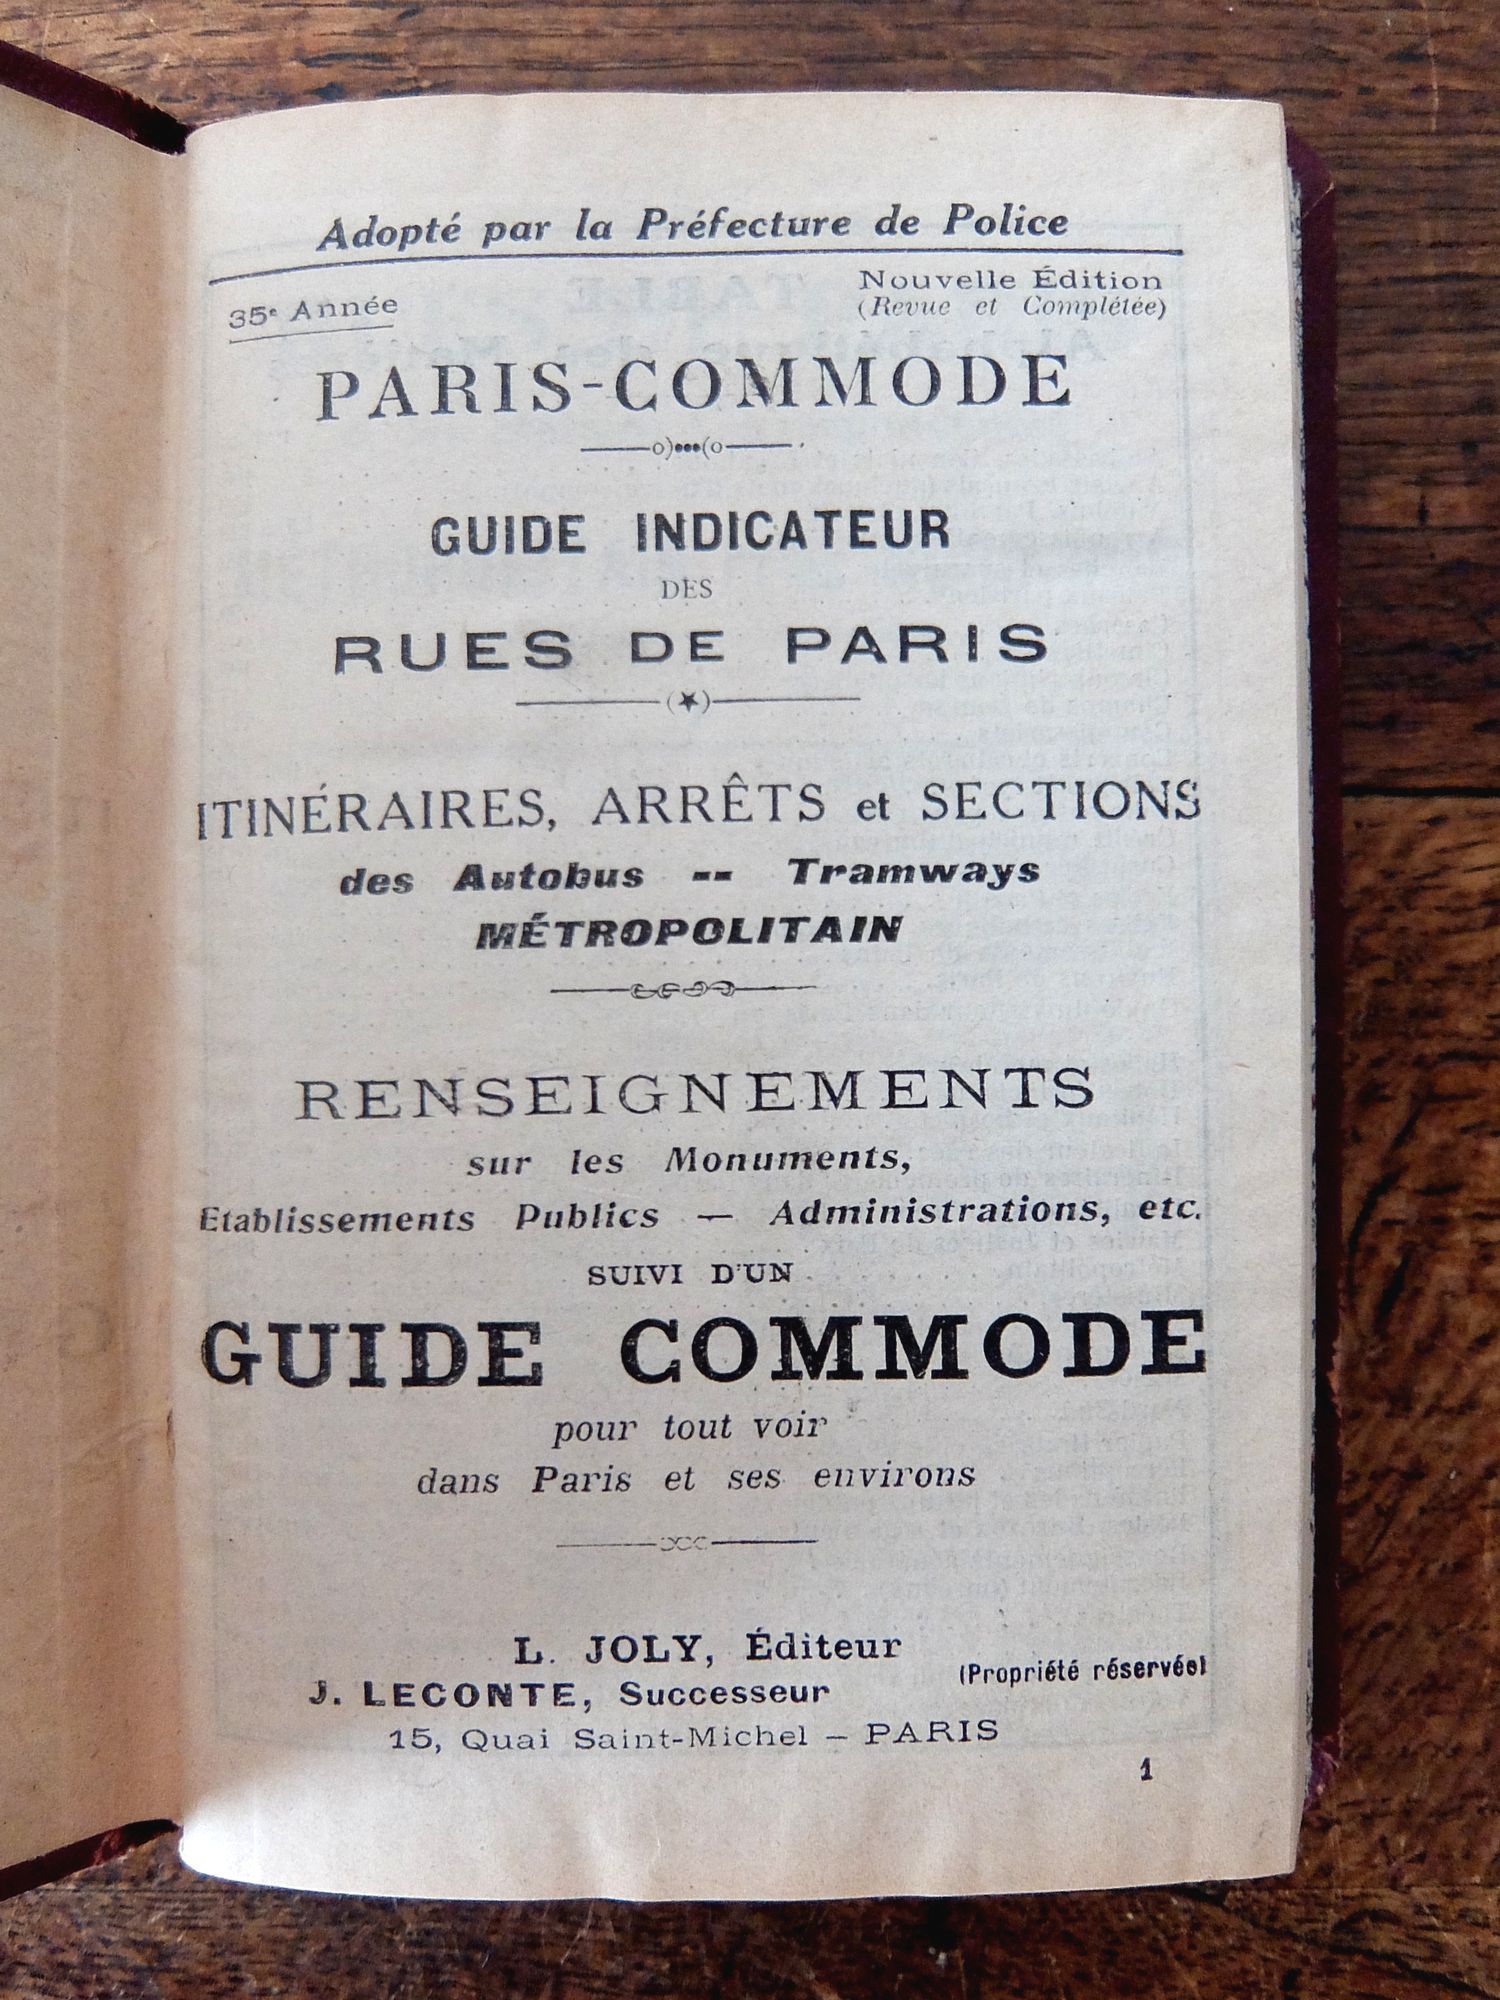 Adopté par la Préfecture de Police
35e Année
Nouvelle Édition
(Revue et Complétée)
PARIS-COMMODE
GUIDE INDICATEUR
DES
RUES DE PARIS
ITINÉRAIRES, ARRÊTS et SECTIONS
des Autobus -- Tramways
MÉTROPOLITAIN
RENSEIGNEMENTS
sur les Monuments,
Etablissements Publics — Administrations, etc.
SUIVI D'UN
GUIDE COMMODE
pour tout voir
dans Paris et ses environs
L. JOLY, Éditeur
J. LECONTE, Successeur
(Propriété réservée)
15, Quai Saint-Michel — PARIS
1